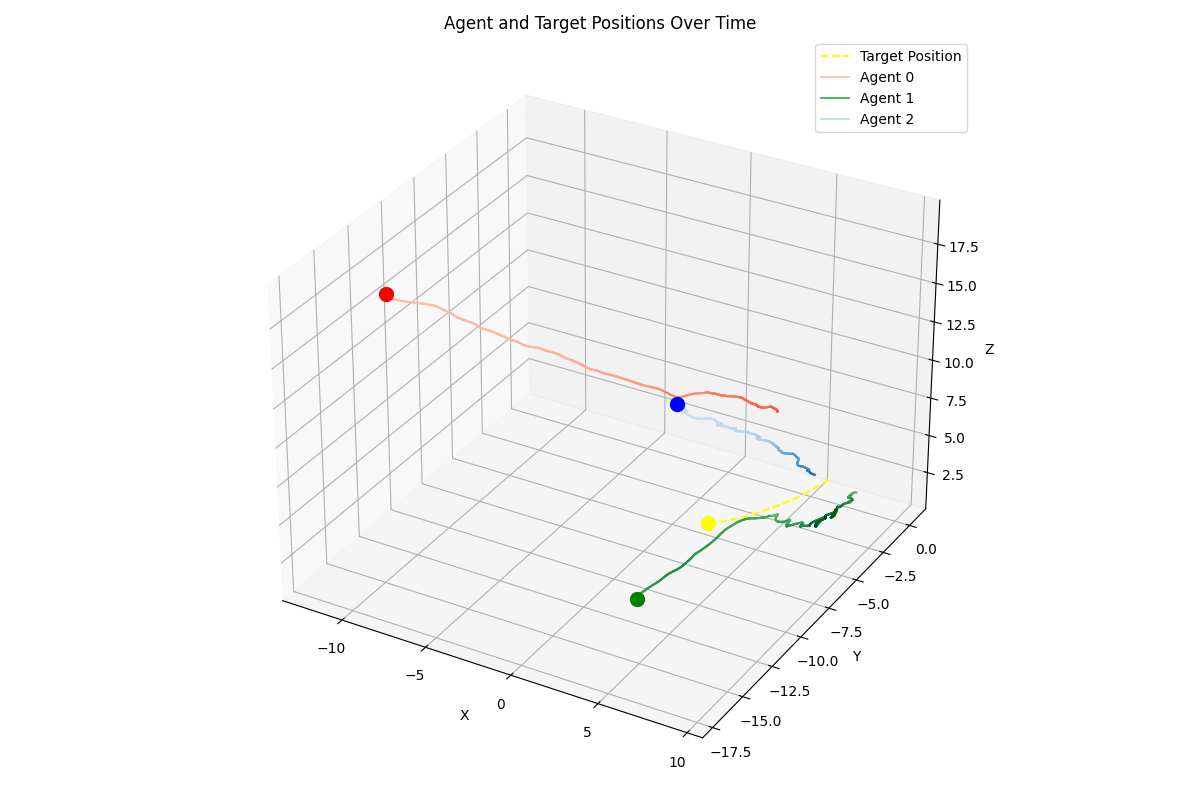 Agent and Target Positions Over Time
Target Position
Agent 0
Agent 1
Agent 2
17.5
15.0
12.5
10.0
7.5
5.0
2.5
Z
0.0
−2.5
−5.0
−7.5
−10.0
−12.5
−15.0
−17.5
Y
−10
−5
0
5
10
X